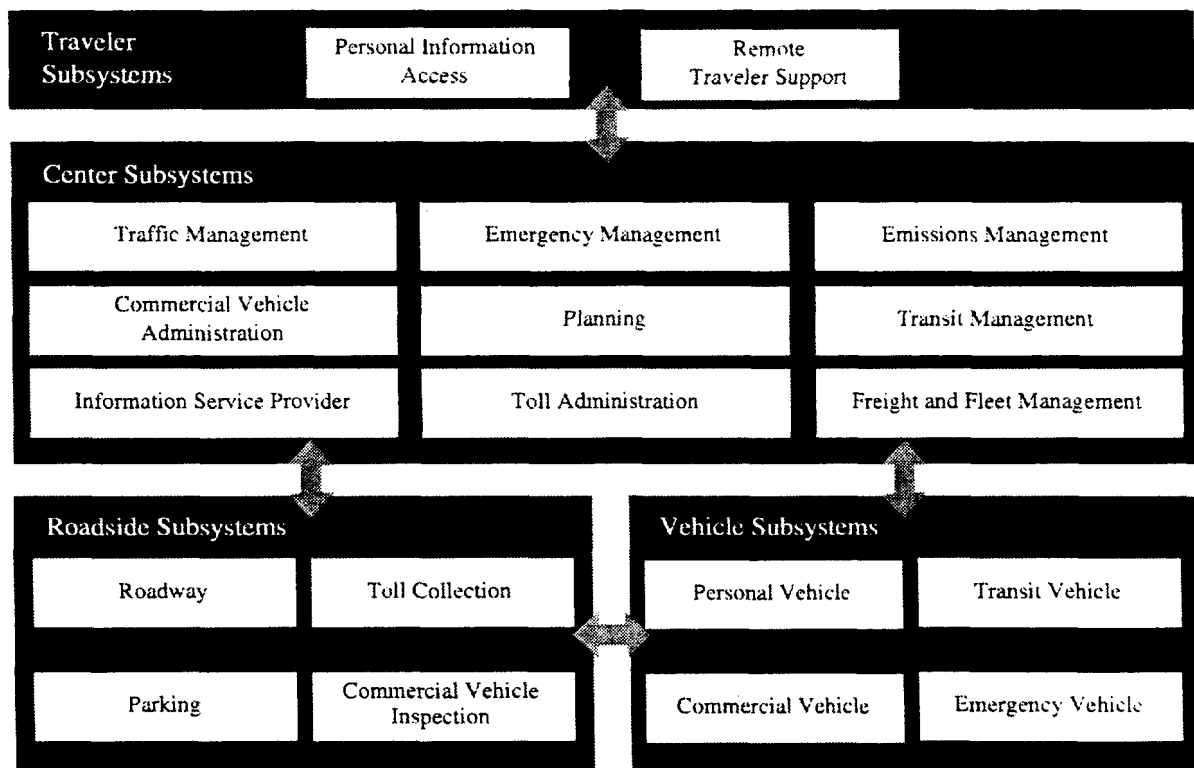 Traveler
Subsystems
Personal Information
Access
Remote
Traveler Support
Center Subsystems
Traffic Management
Emergency Management
Emissions Management
Commercial Vehicle
Administration
Planning
Transit Management
Information Service Provider
Toll Administration
Freight and Fleet Management
Roadside Subsystems
Roadway
Toll Collection
Parking
Commercial Vehicle
Inspection
Vehicle Subsystems
Personal Vehicle
Transit Vehicle
Commercial Vehicle
Emergency Vehicle